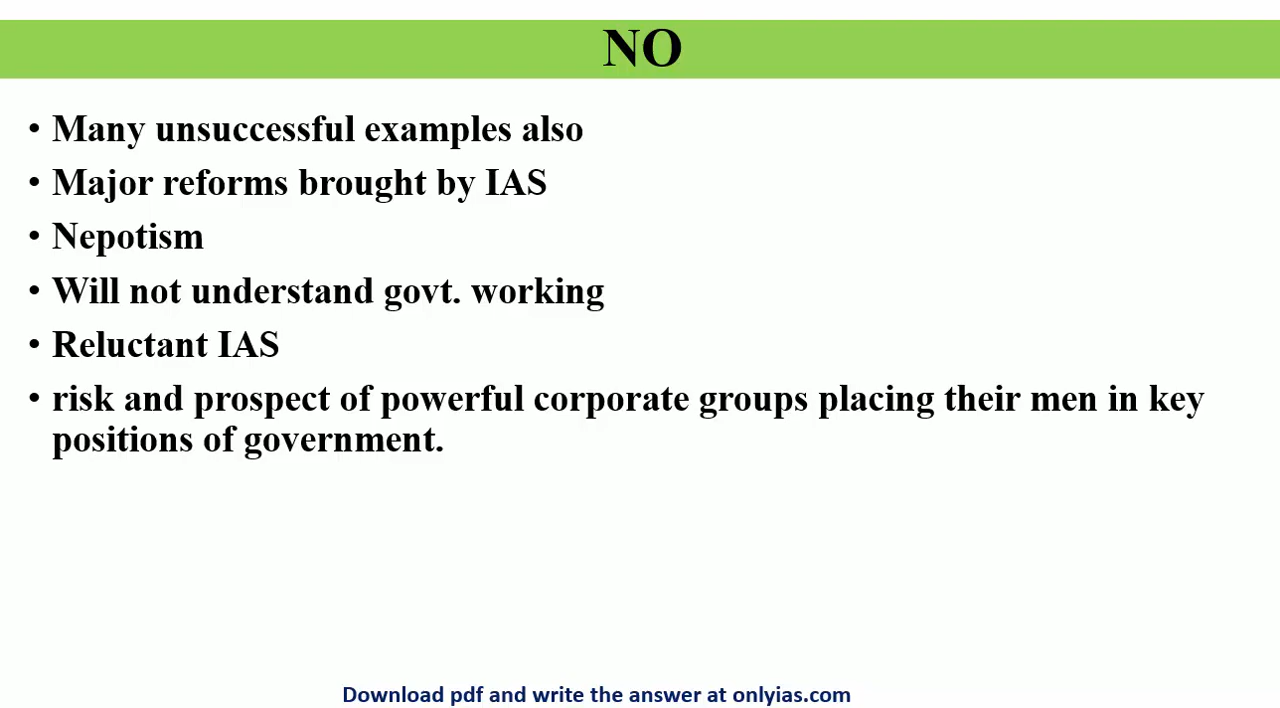 NO
• Many unsuccessful examples also
• Major reforms brought by IAS
• Nepotism
• Will not understand govt. working
• Reluctant IAS
• risk and prospect of powerful corporate groups placing their men in key
positions of government.
Download pdf and write the answer at onlyias.com